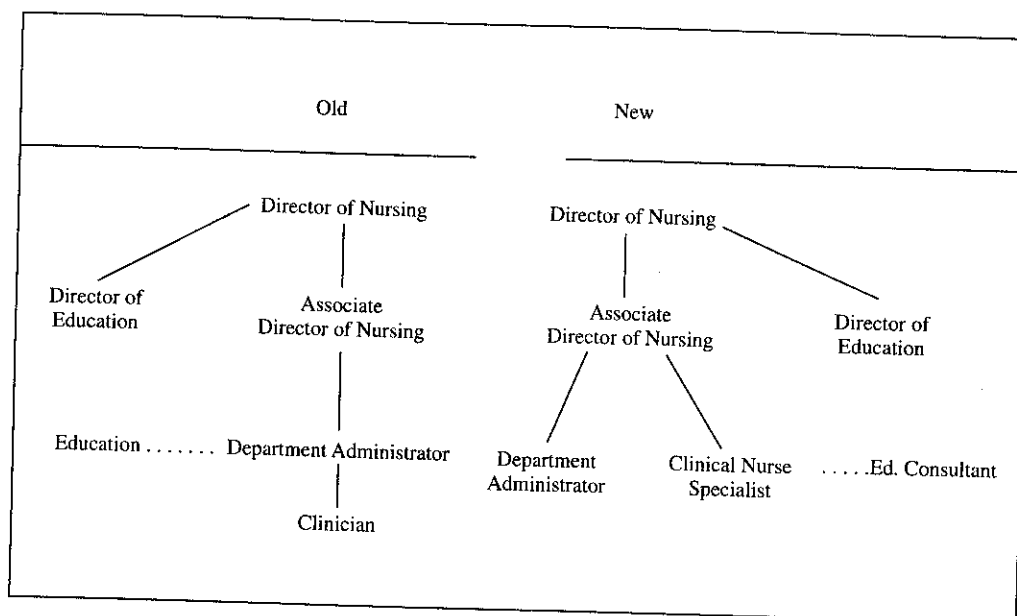 Old New
Director of Nursing Director of Nursing
Director of
Education
Associate
Director of Nursing
Associate
Director of Nursing
Director of
Education
Education ....... Department Administrator
Department
Administrator
Clinical Nurse
Specialist
.....Ed. Consultant
Clinician